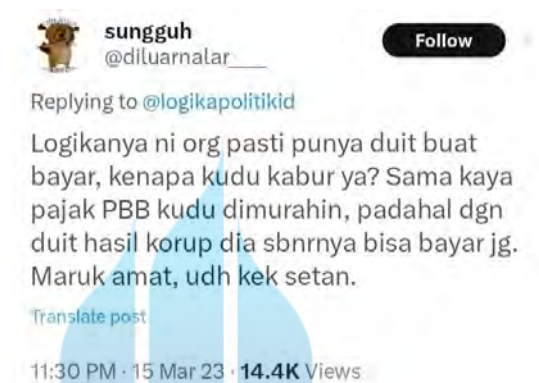 sungguh
Follow
@diluarnalar___
Replying to @logikapolitikid
Logikanya ni org pasti punya duit buat
bayar, kenapa kudu kabur ya? Sama kaya
pajak PBB kudu dimurahin, padahal dgn
duit hasil korup dia sbnrnya bisa bayar jg.
Maruk amat, udh kek setan.
Translate post
11:30 PM · 15 Mar 23 · 14.4K Views